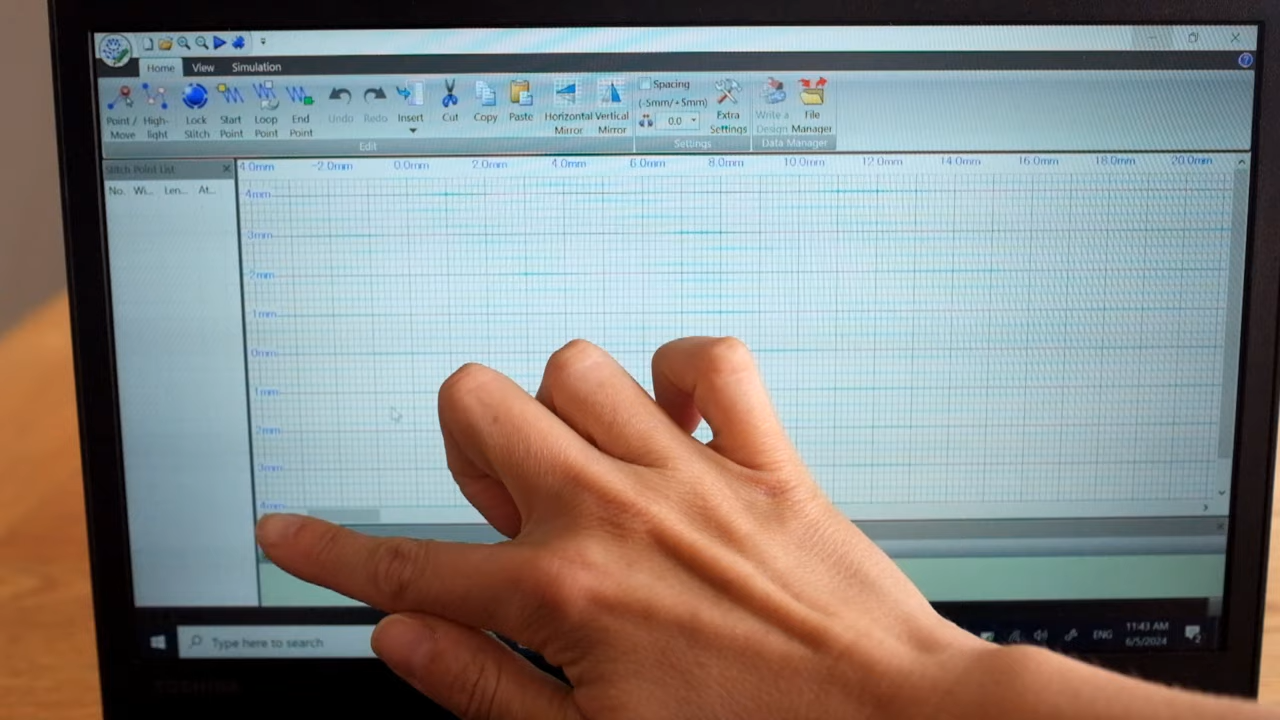 Home View Simulation
Point / Move High-light Lock Stitch Start Point Loop Point End Point Undo Redo Insert Cut Copy Paste Horizontal Mirror Vertical Mirror
Spacing
(-5mm/+5mm)
0.0
Extra Settings
Write a Design
File Manager
Edit Settings Data Manager
Stitch Point List
No. Wi... Len... At...
4.0mm -2.0mm 0.0mm 2.0mm 4.0mm 6.0mm 8.0mm 10.0mm 12.0mm 14.0mm 16.0mm 18.0mm 20.0mm
4mm
3mm
2mm
1mm
0mm
1mm
2mm
3mm
4mm
Type here to search
ENG
11:43 AM
6/5/2024
2
TOSHIBA